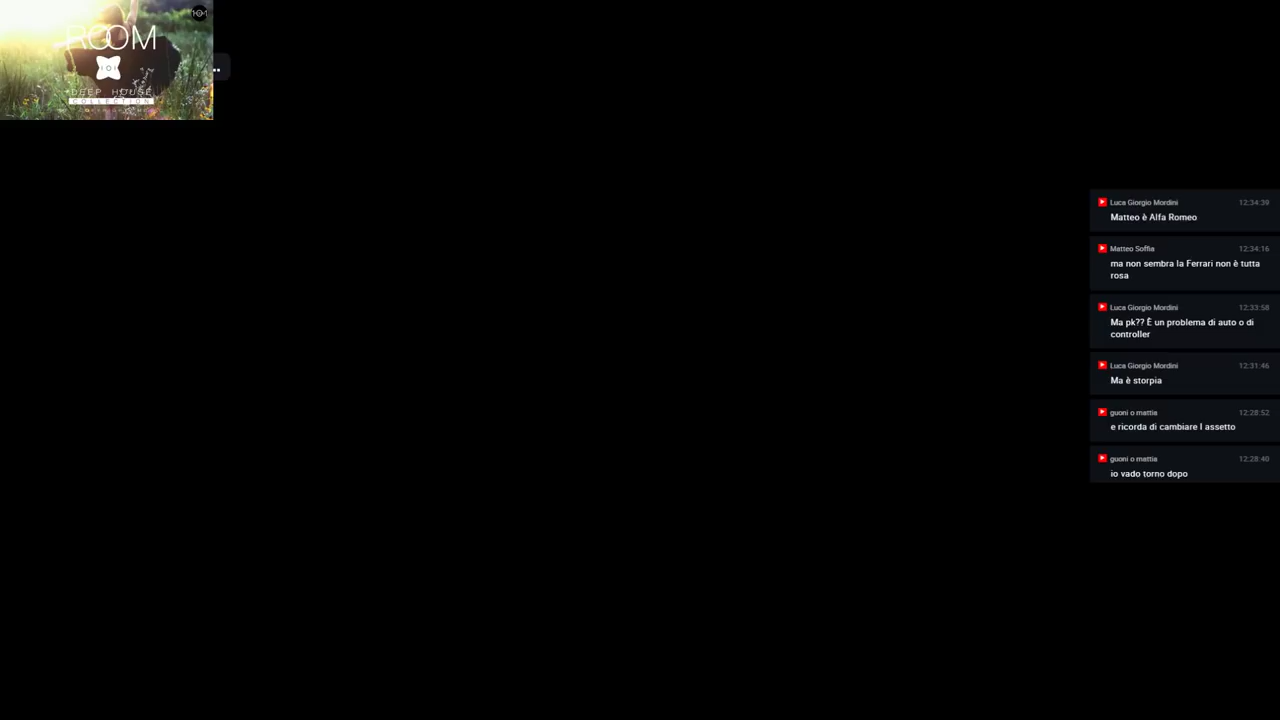 ROOM
101
DEEP HOUSE
COLLECTION
Luca Giorgio Mordini 12:34:39
Matteo è Alfa Romeo
Matteo Soffia 12:34:16
ma non sembra la Ferrari non è tutta
rosa
Luca Giorgio Mordini 12:33:58
Ma pk?? È un problema di auto o di
controller
Luca Giorgio Mordini 12:31:46
Ma è storpia
guoni o mattia 12:28:52
e ricorda di cambiare l assetto
guoni o mattia 12:28:40
io vado torno dopo